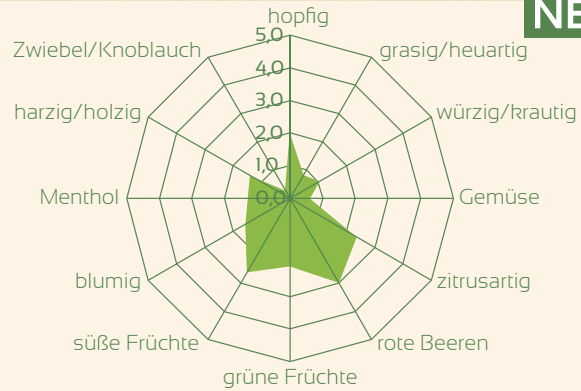 hopfig
NE
5,0
Zwiebel/Knoblauch
grasig/heuartig
4,0
3,0
harzig/holzig
würzig/krautig
2,0
1,0
Menthol
0,0
Gemüse
blumig
zitrusartig
süße Früchte
rote Beeren
grüne Früchte